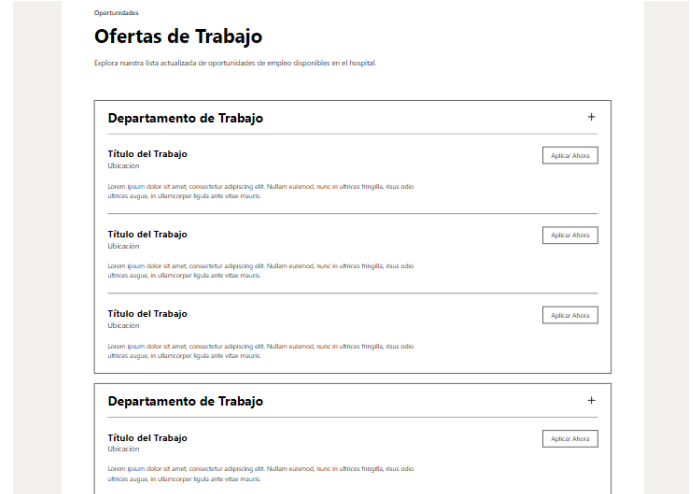 Oportunidades
Ofertas de Trabajo
Explora nuestra lista actualizada de oportunidades de empleo disponibles en el hospital.
Departamento de Trabajo +
Título del Trabajo
Aplicar Ahora
Ubicación
Lorem ipsum dolor sit amet, consectetur adipiscing elit. Nullam euismod, nunc in ultrices fringilla, risus odio
ultrices augue, in ullamcorper ligula ante vitae mauris.
Título del Trabajo
Aplicar Ahora
Ubicación
Lorem ipsum dolor sit amet, consectetur adipiscing elit. Nullam euismod, nunc in ultrices fringilla, risus odio
ultrices augue, in ullamcorper ligula ante vitae mauris.
Título del Trabajo
Aplicar Ahora
Ubicación
Lorem ipsum dolor sit amet, consectetur adipiscing elit. Nullam euismod, nunc in ultrices fringilla, risus odio
ultrices augue, in ullamcorper ligula ante vitae mauris.
Departamento de Trabajo +
Título del Trabajo
Aplicar Ahora
Ubicación
Lorem ipsum dolor sit amet, consectetur adipiscing elit. Nullam euismod, nunc in ultrices fringilla, risus odio
ultrices augue, in ullamcorper ligula ante vitae mauris.